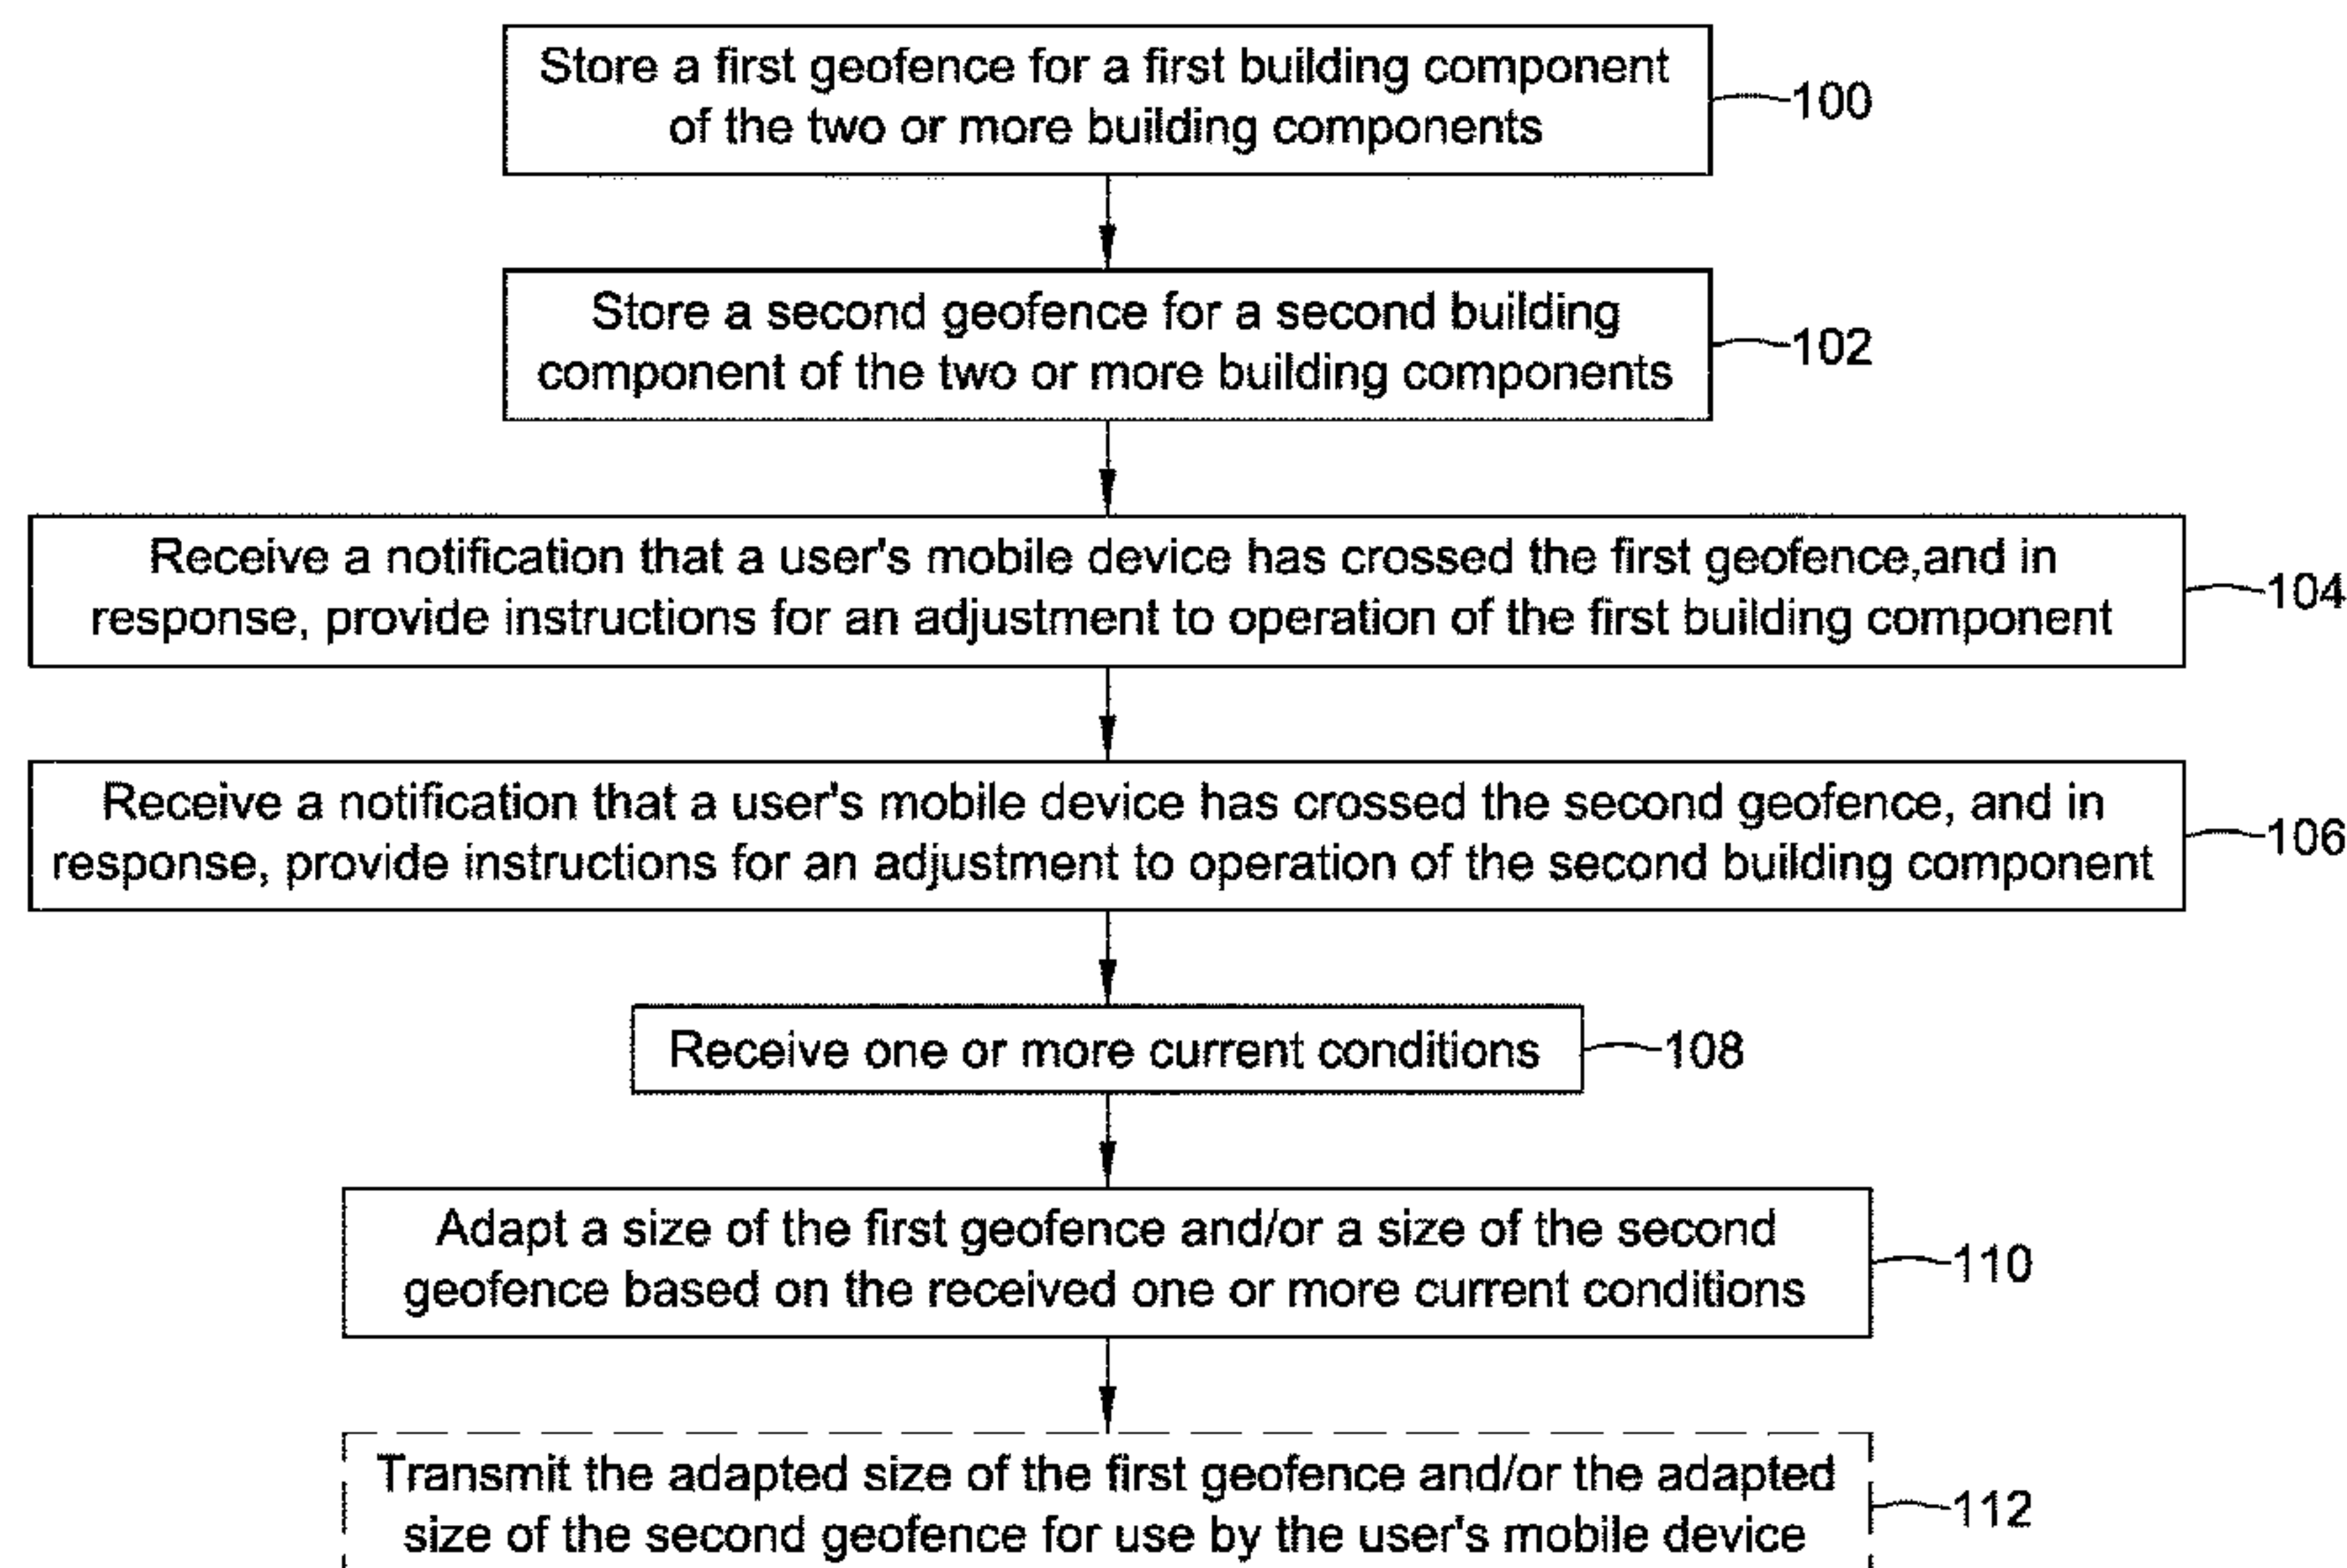 Store a first geofence for a first building component
of the two or more building components
100
Store a second geofence for a second building
component of the two or more building components
102
Receive a notification that a user's mobile device has crossed the first geofence,and in
response, provide instructions for an adjustment to operation of the first building component
104
Receive a notification that a user's mobile device has crossed the second geofence, and in
response, provide instructions for an adjustment to operation of the second building component
106
Receive one or more current conditions
108
Adapt a size of the first geofence and/or a size of the second
geofence based on the received one or more current conditions
110
Transmit the adapted size of the first geofence and/or the adapted
size of the second geofence for use by the user's mobile device
112